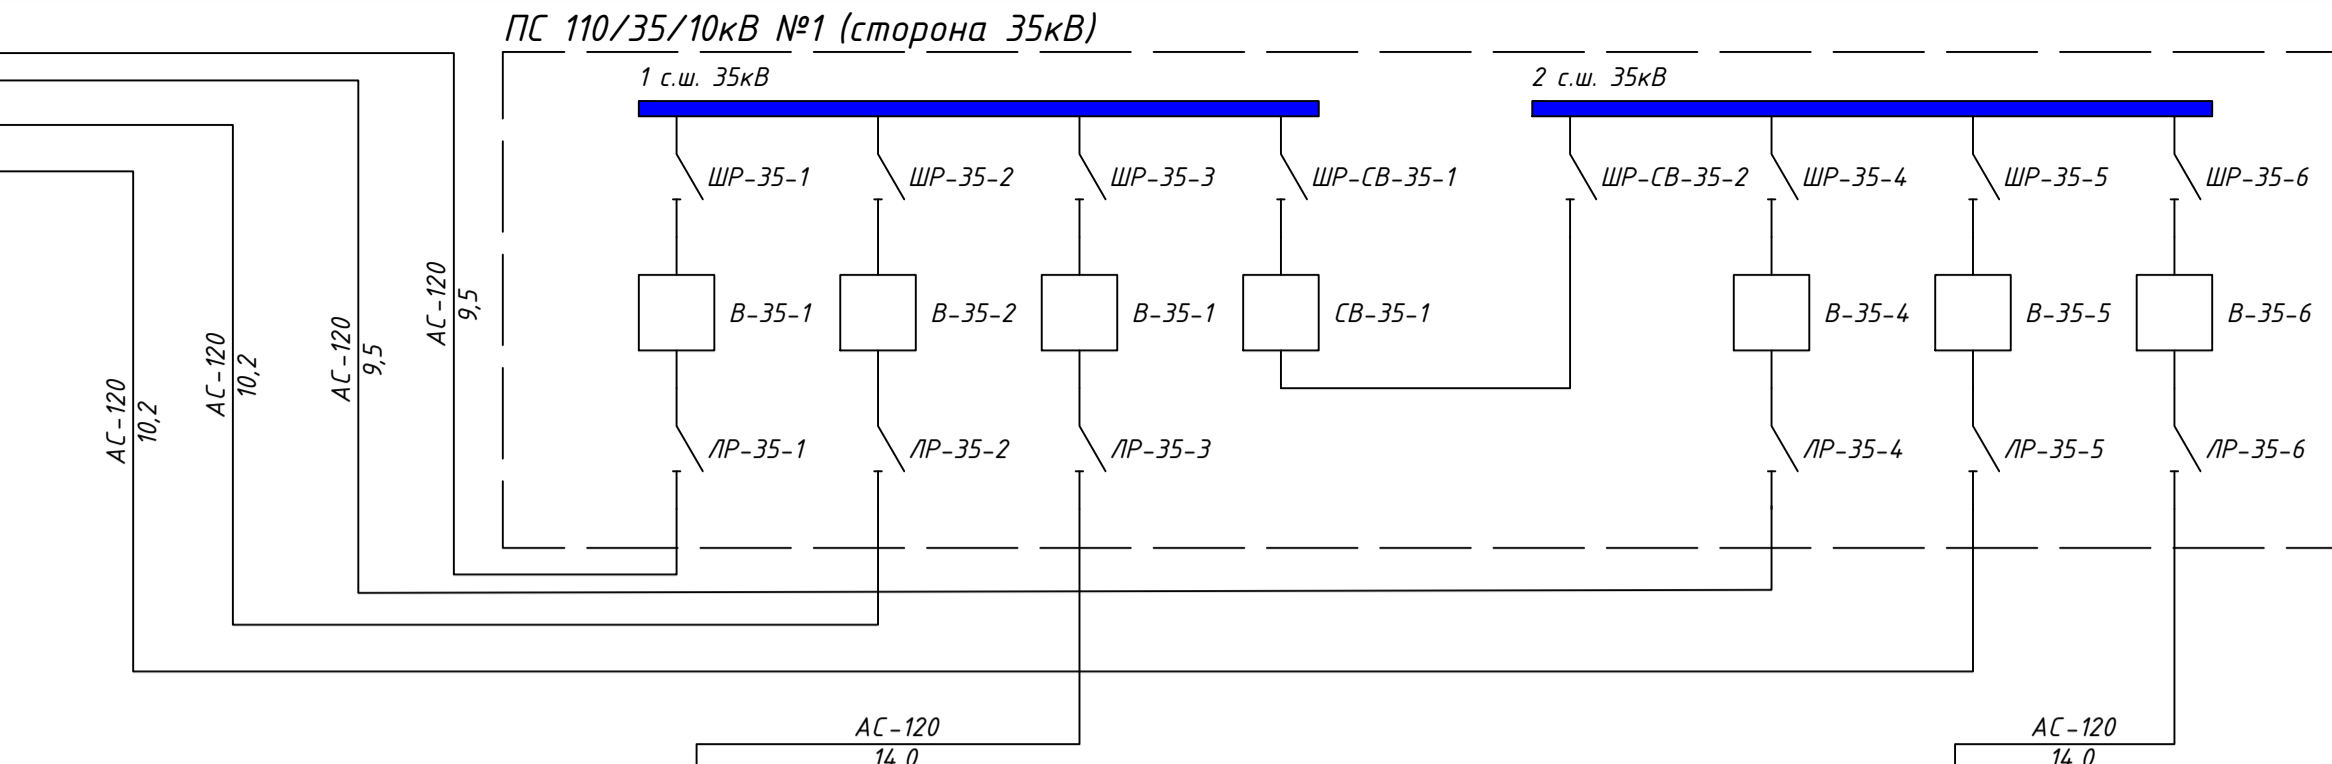 ПС 110/35/10кВ №1 (сторона 35кВ)
1 с.ш. 35кВ
2 с.ш. 35кВ
ШР-35-1
ШР-35-2
ШР-35-3
ШР-СВ-35-1
ШР-СВ-35-2
ШР-35-4
ШР-35-5
ШР-35-6
В-35-1
В-35-2
В-35-1
СВ-35-1
В-35-4
В-35-5
В-35-6
ЛР-35-1
ЛР-35-2
ЛР-35-3
ЛР-35-4
ЛР-35-5
ЛР-35-6
АС-120
10,2
АС-120
10,2
АС-120
9,5
АС-120
9,5
АС-120
14,0
АС-120
14,0